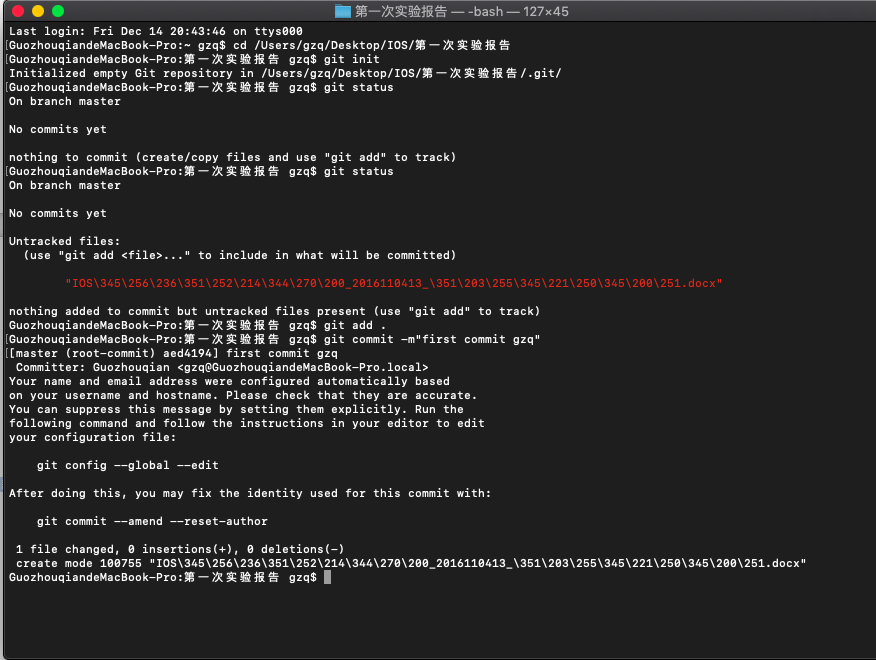 第一次实验报告 — -bash — 127×45
Last login: Fri Dec 14 20:43:46 on ttys000
[GuozhouqiandeMacBook-Pro:~ gzq$ cd /Users/gzq/Desktop/IOS/第一次实验报告
[GuozhouqiandeMacBook-Pro:第一次实验报告 gzq$ git init
Initialized empty Git repository in /Users/gzq/Desktop/IOS/第一次实验报告/.git/
[GuozhouqiandeMacBook-Pro:第一次实验报告 gzq$ git status
On branch master
No commits yet
nothing to commit (create/copy files and use "git add" to track)
[GuozhouqiandeMacBook-Pro:第一次实验报告 gzq$ git status
On branch master
No commits yet
Untracked files:
(use "git add <file>..." to include in what will be committed)
"IOS\345\256\236\351\252\214\344\270\200_2016110413_\351\203\255\345\221\250\345\200\251.docx"
nothing added to commit but untracked files present (use "git add" to track)
GuozhouqiandeMacBook-Pro:第一次实验报告 gzq$ git add .
[GuozhouqiandeMacBook-Pro:第一次实验报告 gzq$ git commit -m"first commit gzq"
[[master (root-commit) aed4194] first commit gzq
Committer: Guozhouqian <gzq@GuozhouqiandeMacBook-Pro.local>
Your name and email address were configured automatically based
on your username and hostname. Please check that they are accurate.
You can suppress this message by setting them explicitly. Run the
following command and follow the instructions in your editor to edit
your configuration file:
git config --global --edit
After doing this, you may fix the identity used for this commit with:
git commit --amend --reset-author
1 file changed, 0 insertions(+), 0 deletions(-)
create mode 100755 "IOS\345\256\236\351\252\214\344\270\200_2016110413_\351\203\255\345\221\250\345\200\251.docx"
GuozhouqiandeMacBook-Pro:第一次实验报告 gzq$